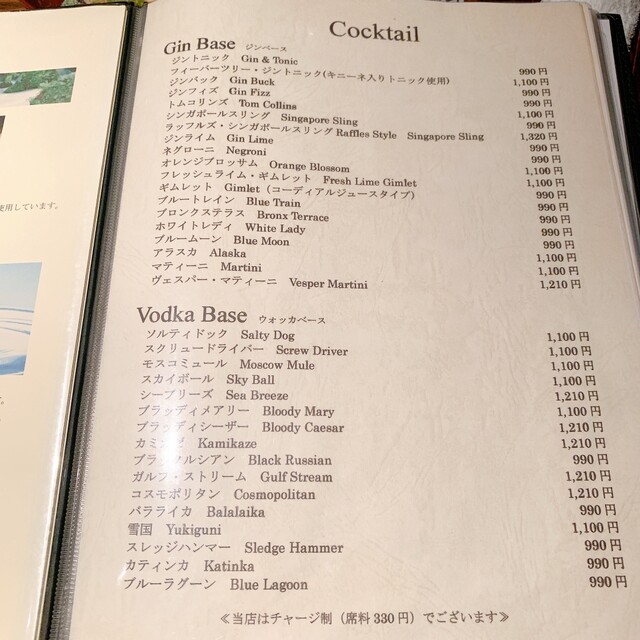 使用しています。
Cocktail
Gin Base ジンベース
ジントニック Gin & Tonic 990円
フィーバーツリー・ジントニック(キニーネ入りトニック使用) 1,100円
ジンバック Gin Buck 990円
ジンフィズ Gin Fizz 990円
トムコリンズ Tom Collins 1,100円
シンガポールスリング Singapore Sling 990円
ラッフルズ・シンガポールスリング Raffles Style Singapore Sling 1,320円
ジンライム Gin Lime 990円
ネグローニ Negroni 990円
オレンジブロッサム Orange Blossom 1,100円
フレッシュライム・ギムレット Fresh Lime Gimlet 1,100円
ギムレット Gimlet（コーディアルジュースタイプ） 990円
ブルートレイン Blue Train 990円
ブロンクステラス Bronx Terrace 990円
ホワイトレディ White Lady 990円
ブルームーン Blue Moon 990円
アラスカ Alaska 1,100円
マティーニ Martini 1,100円
ヴェスパー・マティーニ Vesper Martini 1,210円
Vodka Base ウォッカベース
ソルティドック Salty Dog 1,100円
スクリュードライバー Screw Driver 1,100円
モスコミュール Moscow Mule 1,100円
スカイボール Sky Ball 1,100円
シーブリーズ Sea Breeze 1,210円
ブラッディメアリー Bloody Mary 1,100円
ブラッディシーザー Bloody Caesar 1,210円
カミカゼ Kamikaze 1,210円
ブラックルシアン Black Russian 990円
ガルフ・ストリーム Gulf Stream 1,210円
コスモポリタン Cosmopolitan 1,210円
バラライカ Balalaika 990円
雪国 Yukiguni 1,100円
スレッジハンマー Sledge Hammer 990円
カティンカ Katinka 990円
ブルーラグーン Blue Lagoon 990円
≪当店はチャージ制（席料330円）でございます≫